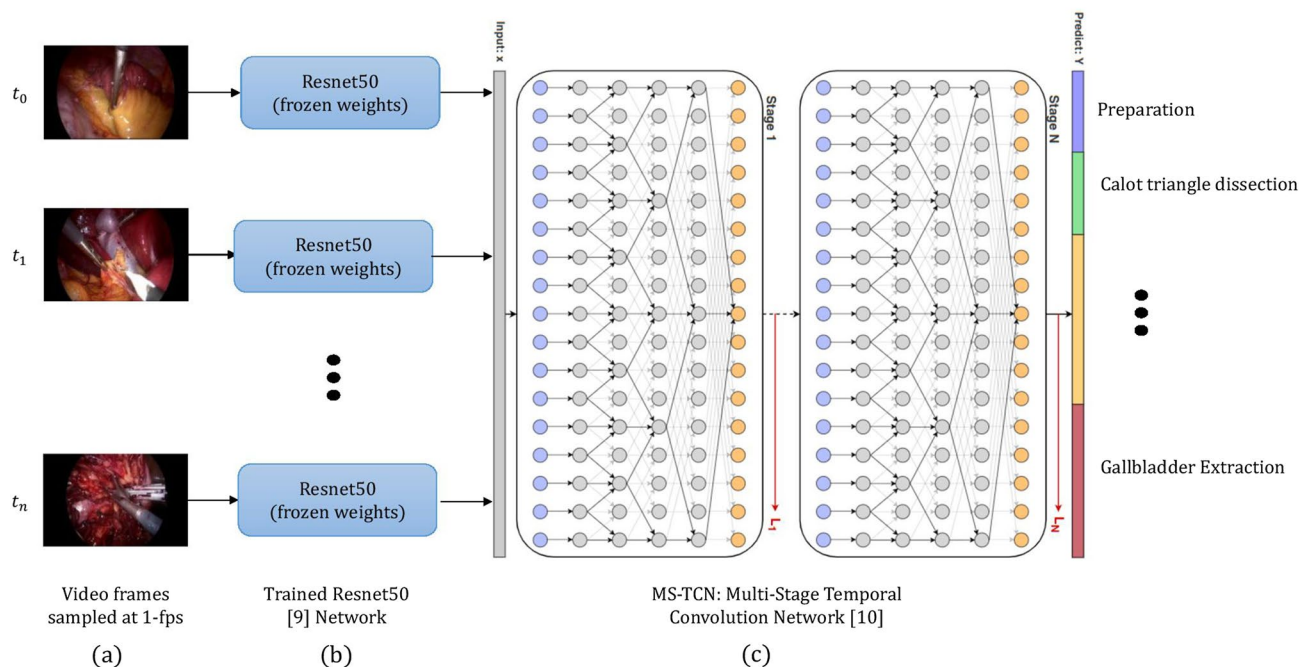 Input: x
Predict: Y
t0
Resnet50
(frozen weights)
Stage 1
Stage N
Preparation
Calot triangle dissection
t1
Resnet50
(frozen weights)
tn
Resnet50
(frozen weights)
L1
LN
Gallbladder Extraction
Video frames
sampled at 1-fps
Trained Resnet50
[9] Network
MS-TCN: Multi-Stage Temporal
Convolution Network [10]
(a)
(b)
(c)